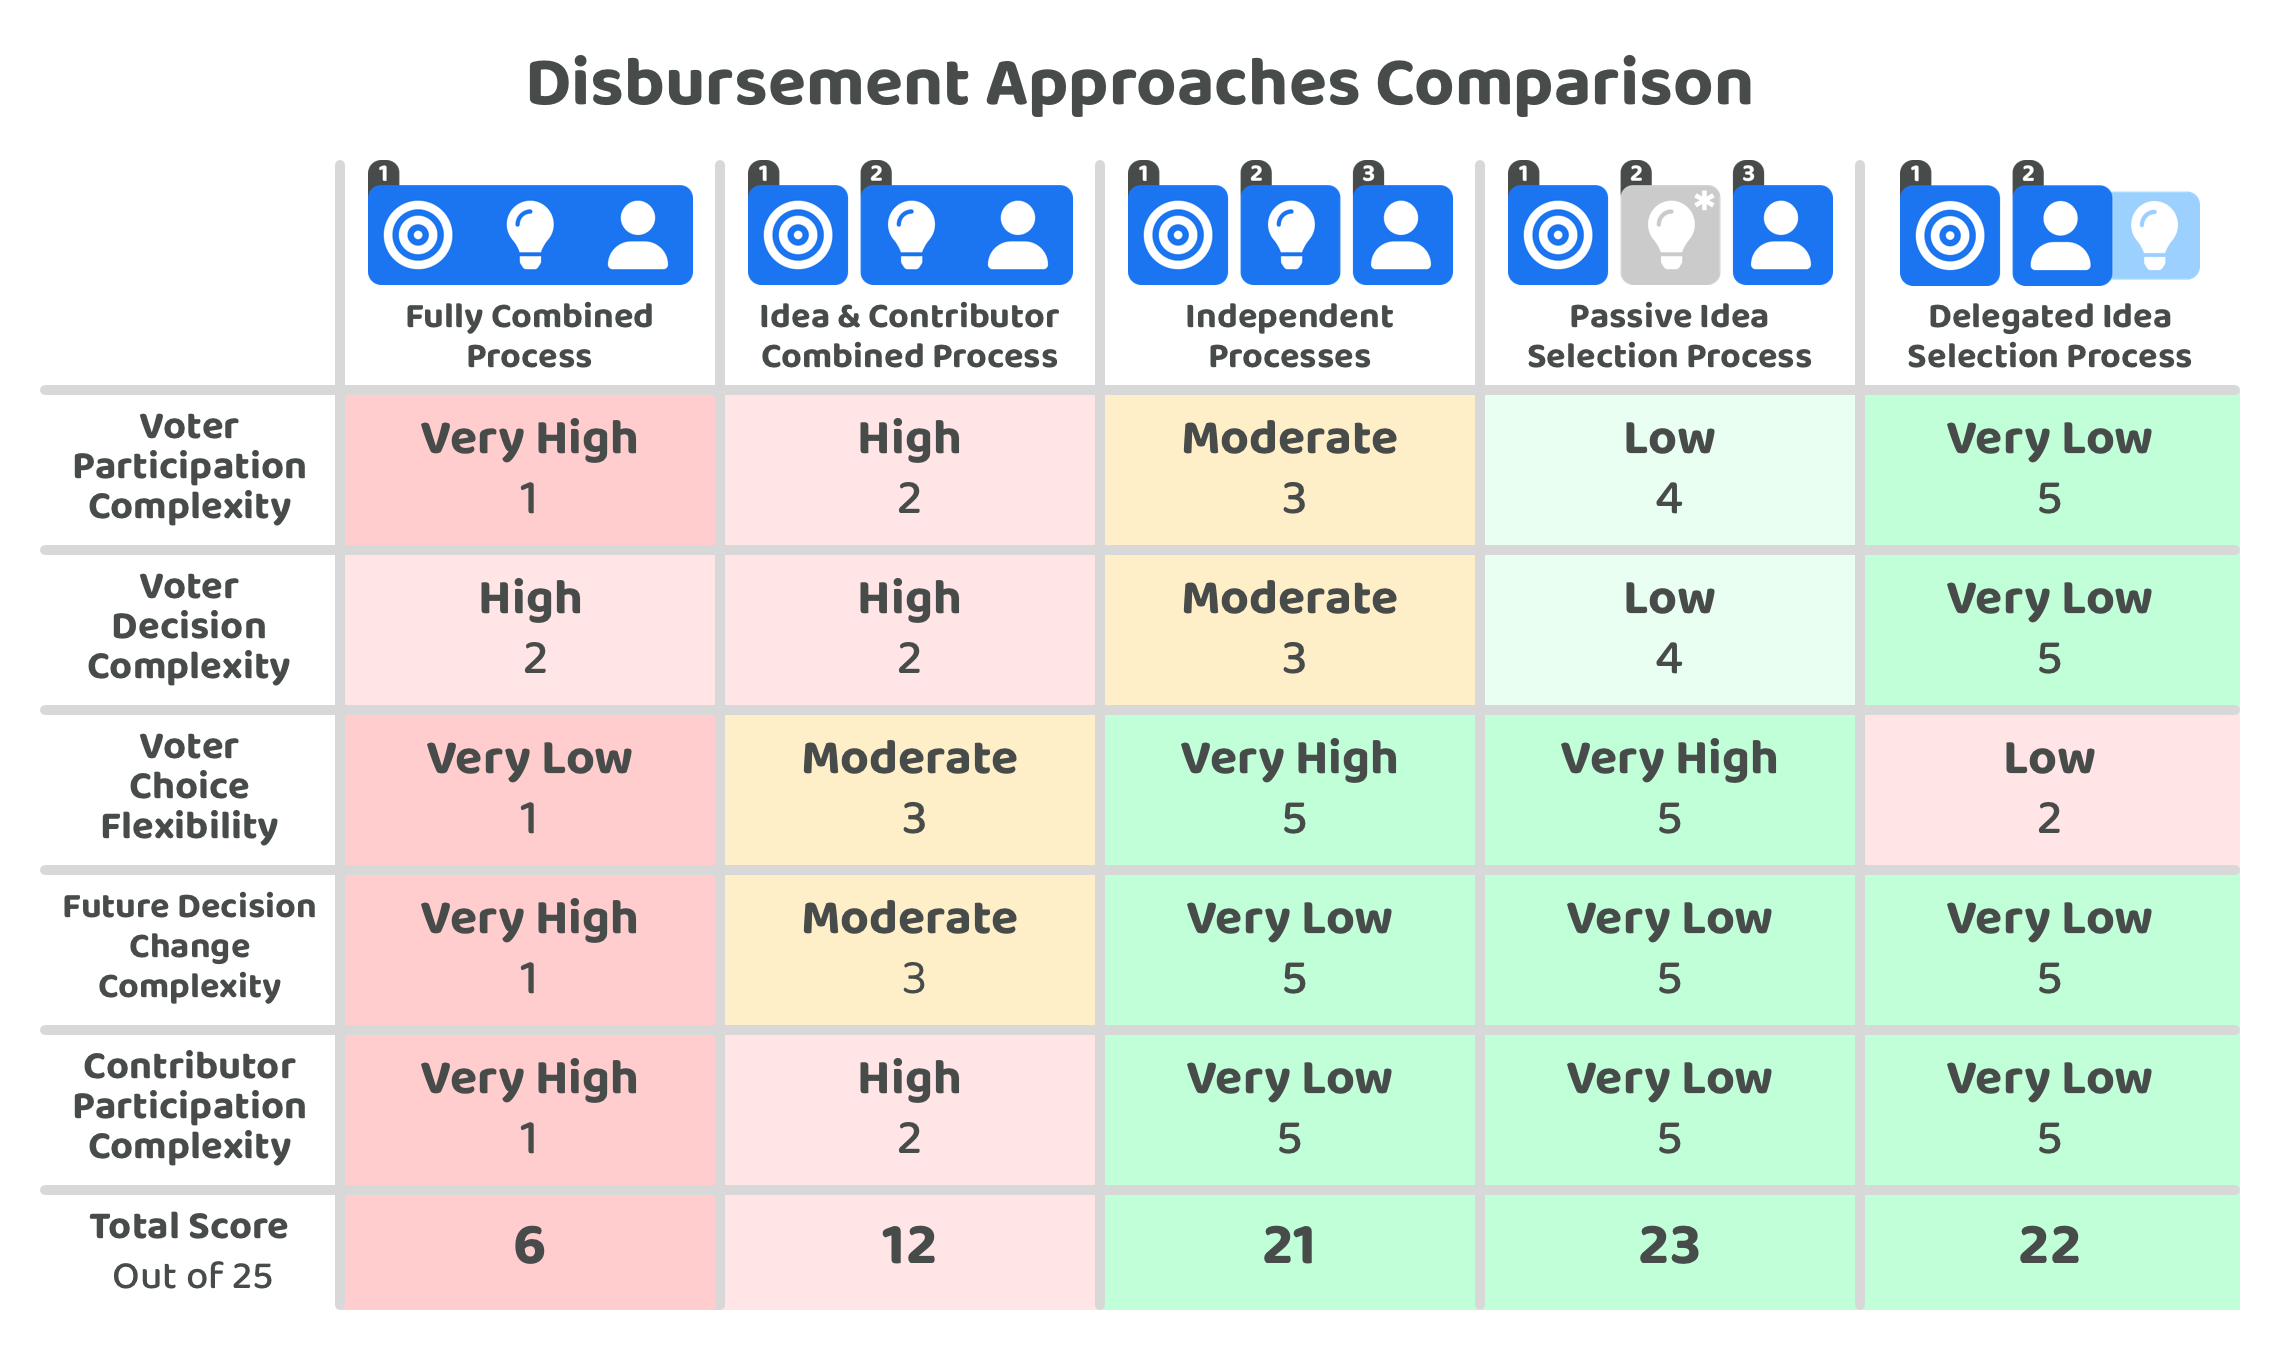 Disbursement Approaches Comparison
1
1 2
1 2 3
1 2 * 3
1 2
Fully Combined
Process
Idea & Contributor
Combined Process
Independent
Processes
Passive Idea
Selection Process
Delegated Idea
Selection Process
Voter
Participation
Complexity
Very High
1
High
2
Moderate
3
Low
4
Very Low
5
Voter
Decision
Complexity
High
2
High
2
Moderate
3
Low
4
Very Low
5
Voter
Choice
Flexibility
Very Low
1
Moderate
3
Very High
5
Very High
5
Low
2
Future Decision
Change
Complexity
Very High
1
Moderate
3
Very Low
5
Very Low
5
Very Low
5
Contributor
Participation
Complexity
Very High
1
High
2
Very Low
5
Very Low
5
Very Low
5
Total Score
Out of 25
6
12
21
23
22